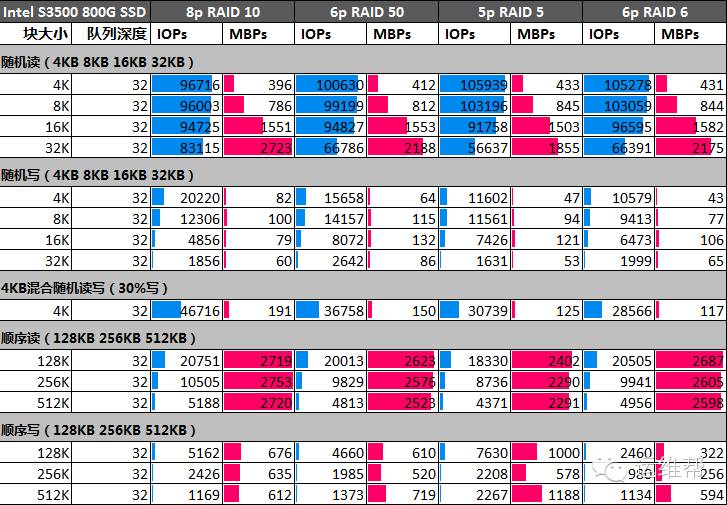 Intel S3500 800G SSD 8p RAID 10 6p RAID 50 5p RAID 5 6p RAID 6
块大小 队列深度 IOPs MBPs IOPs MBPs IOPs MBPs IOPs MBPs
随机读（4KB 8KB 16KB 32KB）
4K 32 96716 396 100630 412 105939 433 105278 431
8K 32 96003 786 99199 812 103196 845 103059 844
16K 32 94725 1551 94827 1553 91758 1503 96595 1582
32K 32 83115 2723 66786 2188 56637 1855 66391 2175
随机写（4KB 8KB 16KB 32KB）
4K 32 20220 82 15658 64 11602 47 10579 43
8K 32 12306 100 14157 115 11561 94 9413 77
16K 32 4856 79 8072 132 7426 121 6473 106
32K 32 1856 60 2642 86 1631 53 1999 65
4KB混合随机读写（30%写）
4K 32 46716 191 36758 150 30739 125 28566 117
顺序读（128KB 256KB 512KB）
128K 32 20751 2719 20013 2623 18330 2402 20505 2687
256K 32 10505 2753 9829 2576 8736 2290 9941 2605
512K 32 5188 2720 4813 2523 4371 2291 4956 2598
顺序写（128KB 256KB 512KB）
128K 32 5162 676 4660 610 7630 1000 2460 322
256K 32 2426 635 1985 520 2208 578 980 256
512K 32 1169 612 1373 719 2267 1188 1134 594
运维帮